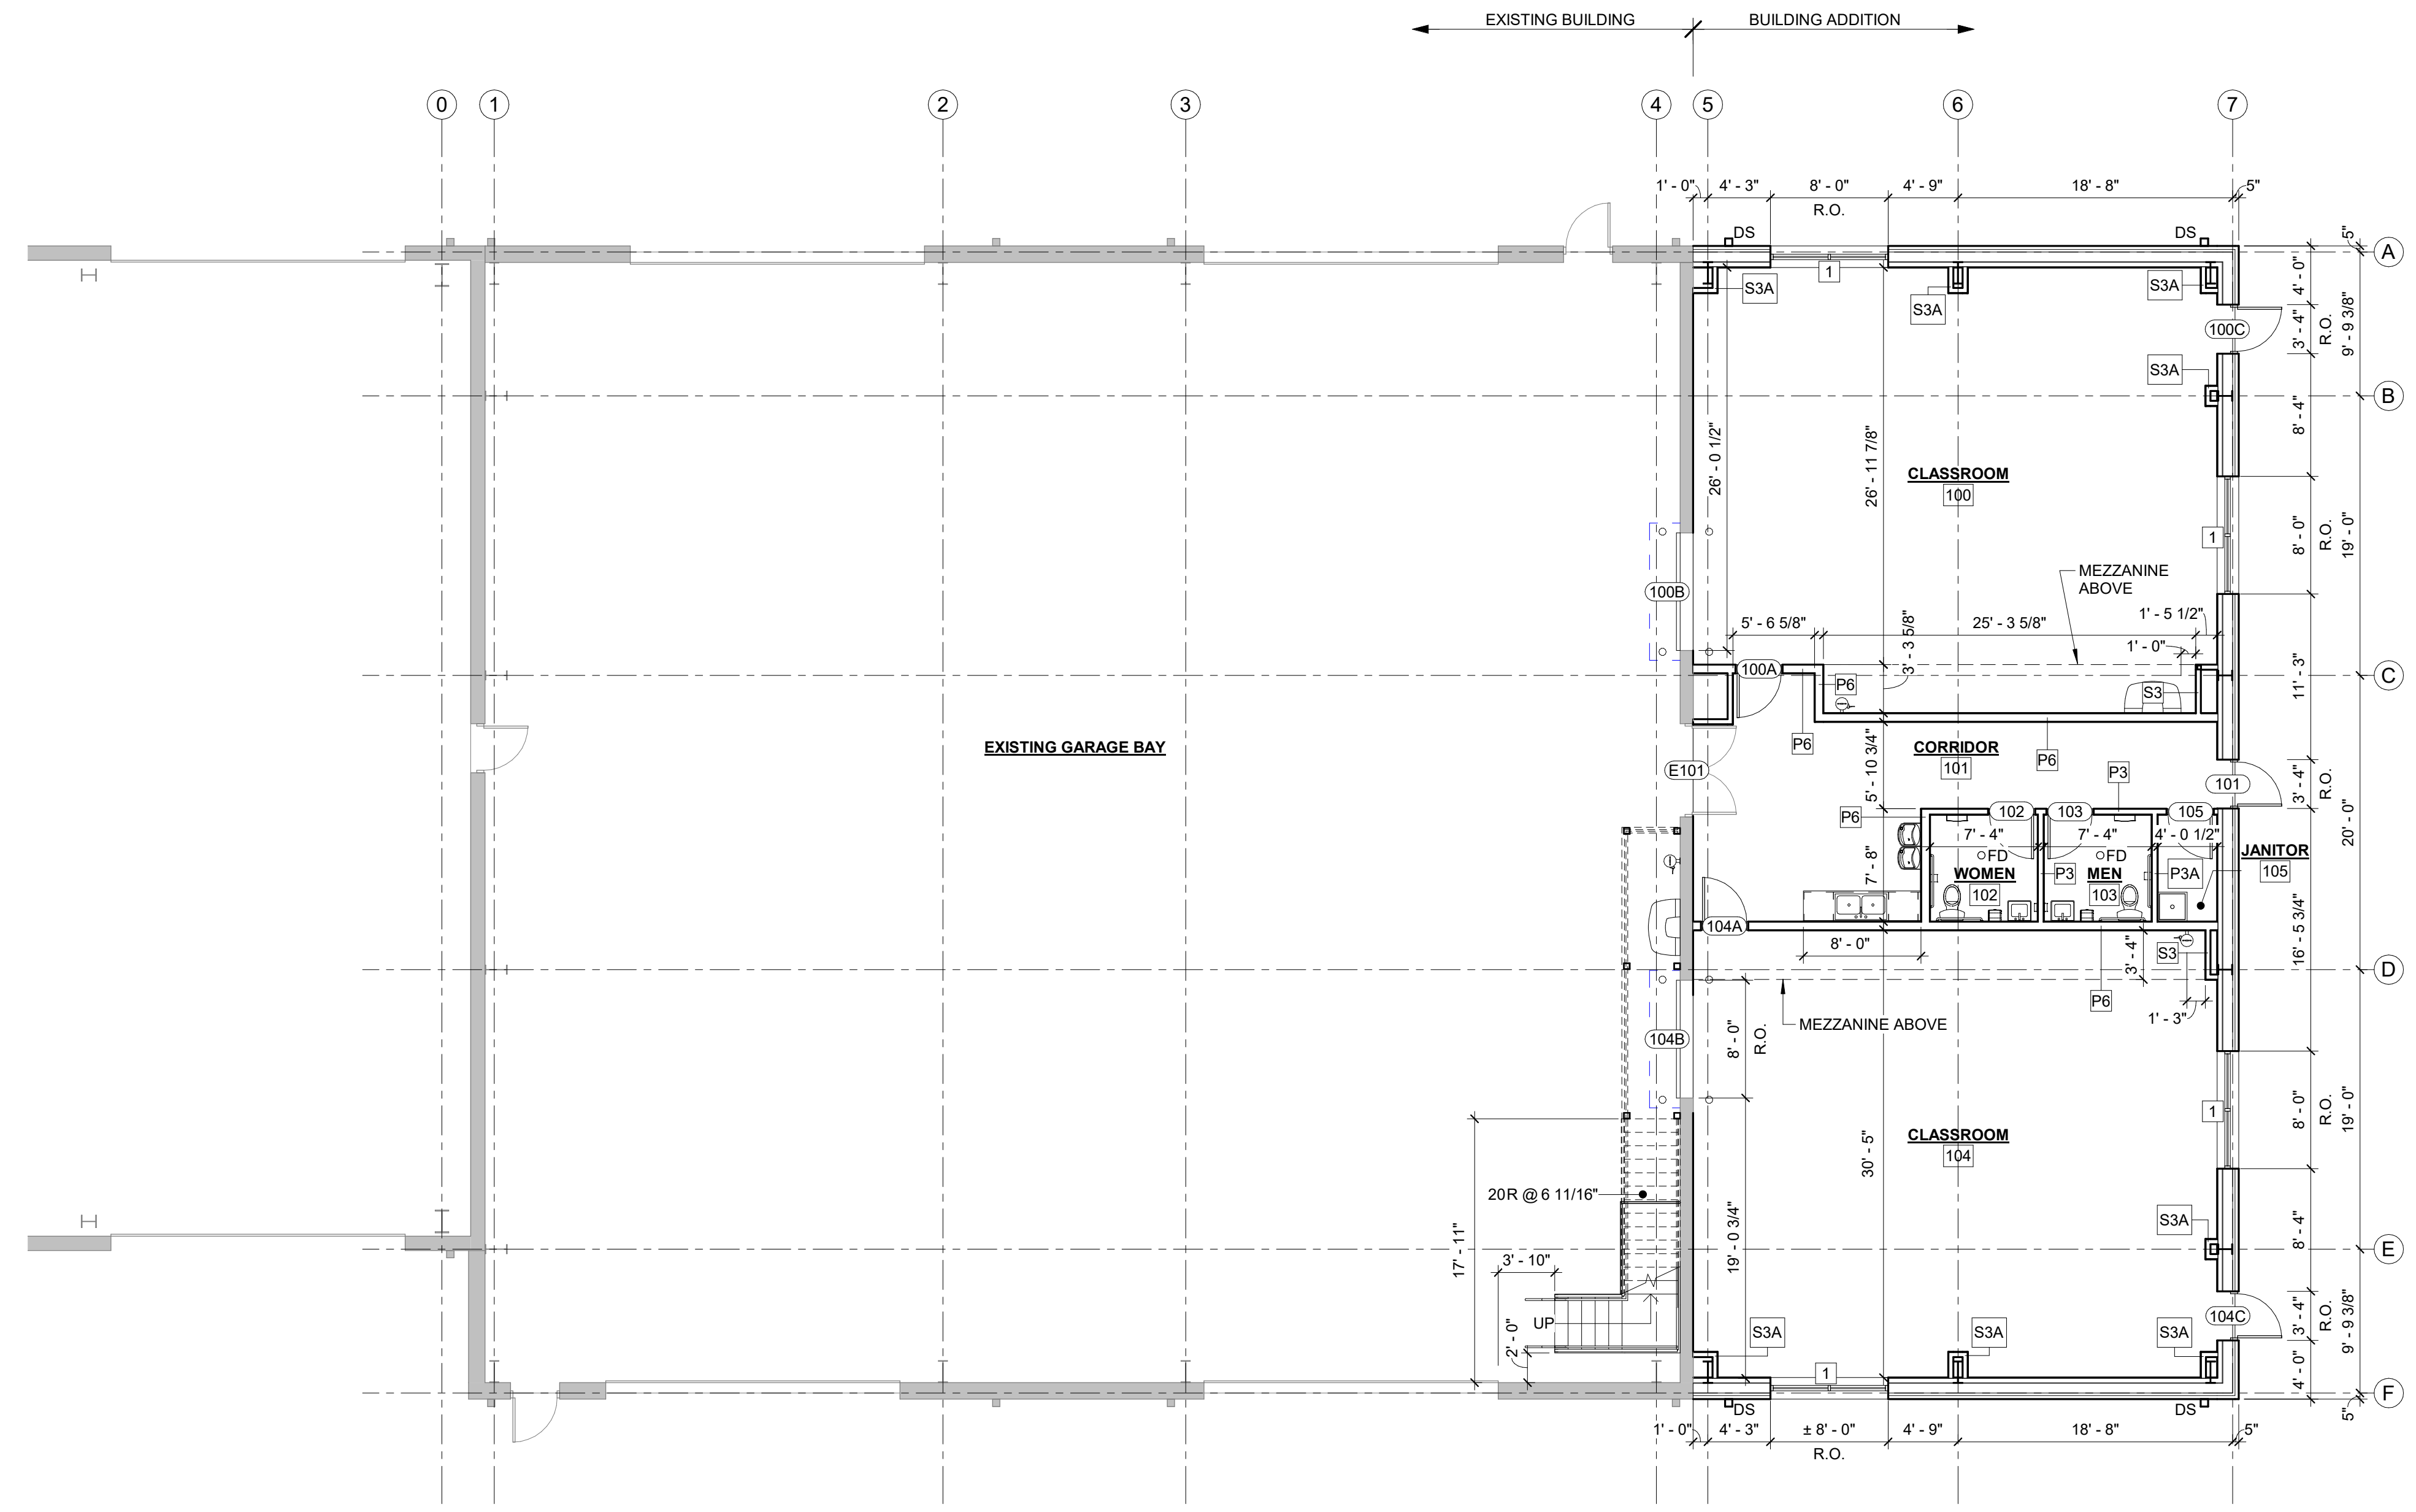 EXISTING BUILDING
BUILDING ADDITION
0
1
2
3
4
5
6
7
1' - 0"
4' - 3"
8' - 0"
4' - 9"
18' - 8"
5"
R.O.
DS
DS
5"
A
1
S3A
S3A
S3A
4' - 0"
100C
3' - 4"
R.O.
9' - 9 3/8"
S3A
B
8' - 4"
26' - 0 1/2"
26' - 11 7/8"
CLASSROOM
100
1
8' - 0"
R.O.
19' - 0"
MEZZANINE
ABOVE
100B
5' - 6 5/8"
3' - 3 5/8"
25' - 3 5/8"
1' - 5 1/2"
1' - 0"
100A
P6
S3
11' - 3"
C
P6
EXISTING GARAGE BAY
CORRIDOR
101
P6
P3
E101
5' - 10 3/4"
101
3' - 4"
R.O.
P6
102
103
105
20' - 0"
7' - 4"
7' - 4"
4' - 0 1/2"
FD
FD
JANITOR
105
7' - 8"
WOMEN
102
P3
MEN
103
P3A
104A
8' - 0"
3' - 4"
S3
16' - 5 3/4"
D
P6
1' - 3"
MEZZANINE ABOVE
104B
8' - 0"
R.O.
1
8' - 0"
R.O.
19' - 0"
CLASSROOM
104
30' - 5"
20R @ 6 11/16"
17' - 11"
19' - 0 3/4"
S3A
8' - 4"
E
3' - 10"
UP
2' - 0"
S3A
S3A
S3A
104C
3' - 4"
R.O.
9' - 9 3/8"
1
4' - 0"
F
DS
DS
5"
1' - 0"
4' - 3"
± 8' - 0"
4' - 9"
18' - 8"
5"
R.O.